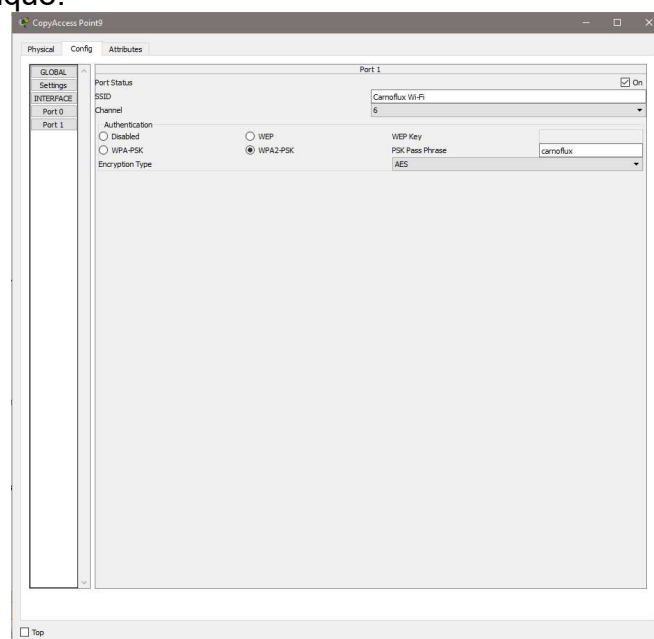 CopyAccess Point9
Physical Config Attributes
GLOBAL
Settings
INTERFACE
Port 0
Port 1
Port 1
Port Status On
SSID Carnoflux Wi-Fi
Channel 6
Authentication
Disabled WEP WEP Key
WPA-PSK WPA2-PSK PSK Pass Phrase carnoflux
Encryption Type AES
Top